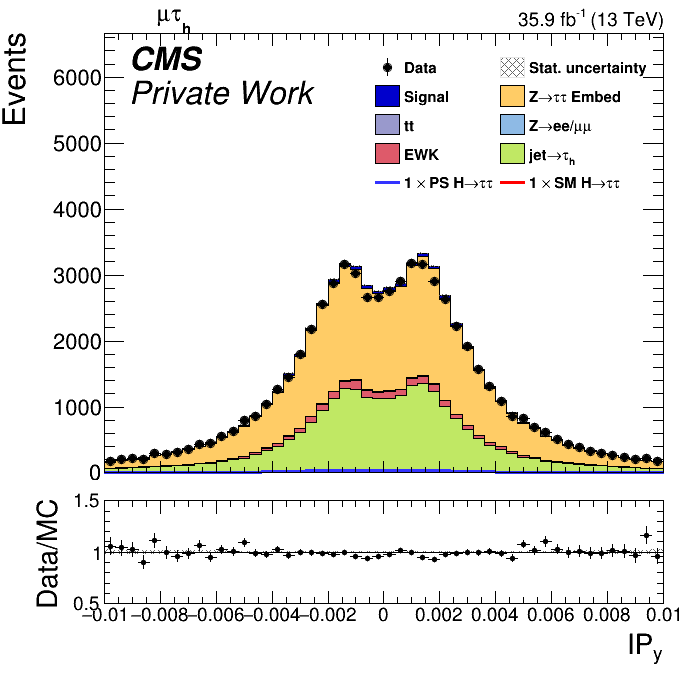 μτh 35.9 fb-1 (13 TeV)
Events
CMS
Private Work
Data Stat. uncertainty
Signal Z→ττ Embed
tt Z→ee/μμ
EWK jet→τh
1 × PS H→ττ 1 × SM H→ττ
6000
5000
4000
3000
2000
1000
0
Data/MC
1.5
1
0.5
−0.01 −0.008 −0.006 −0.004 −0.002 0 0.002 0.004 0.006 0.008 0.01
IPy